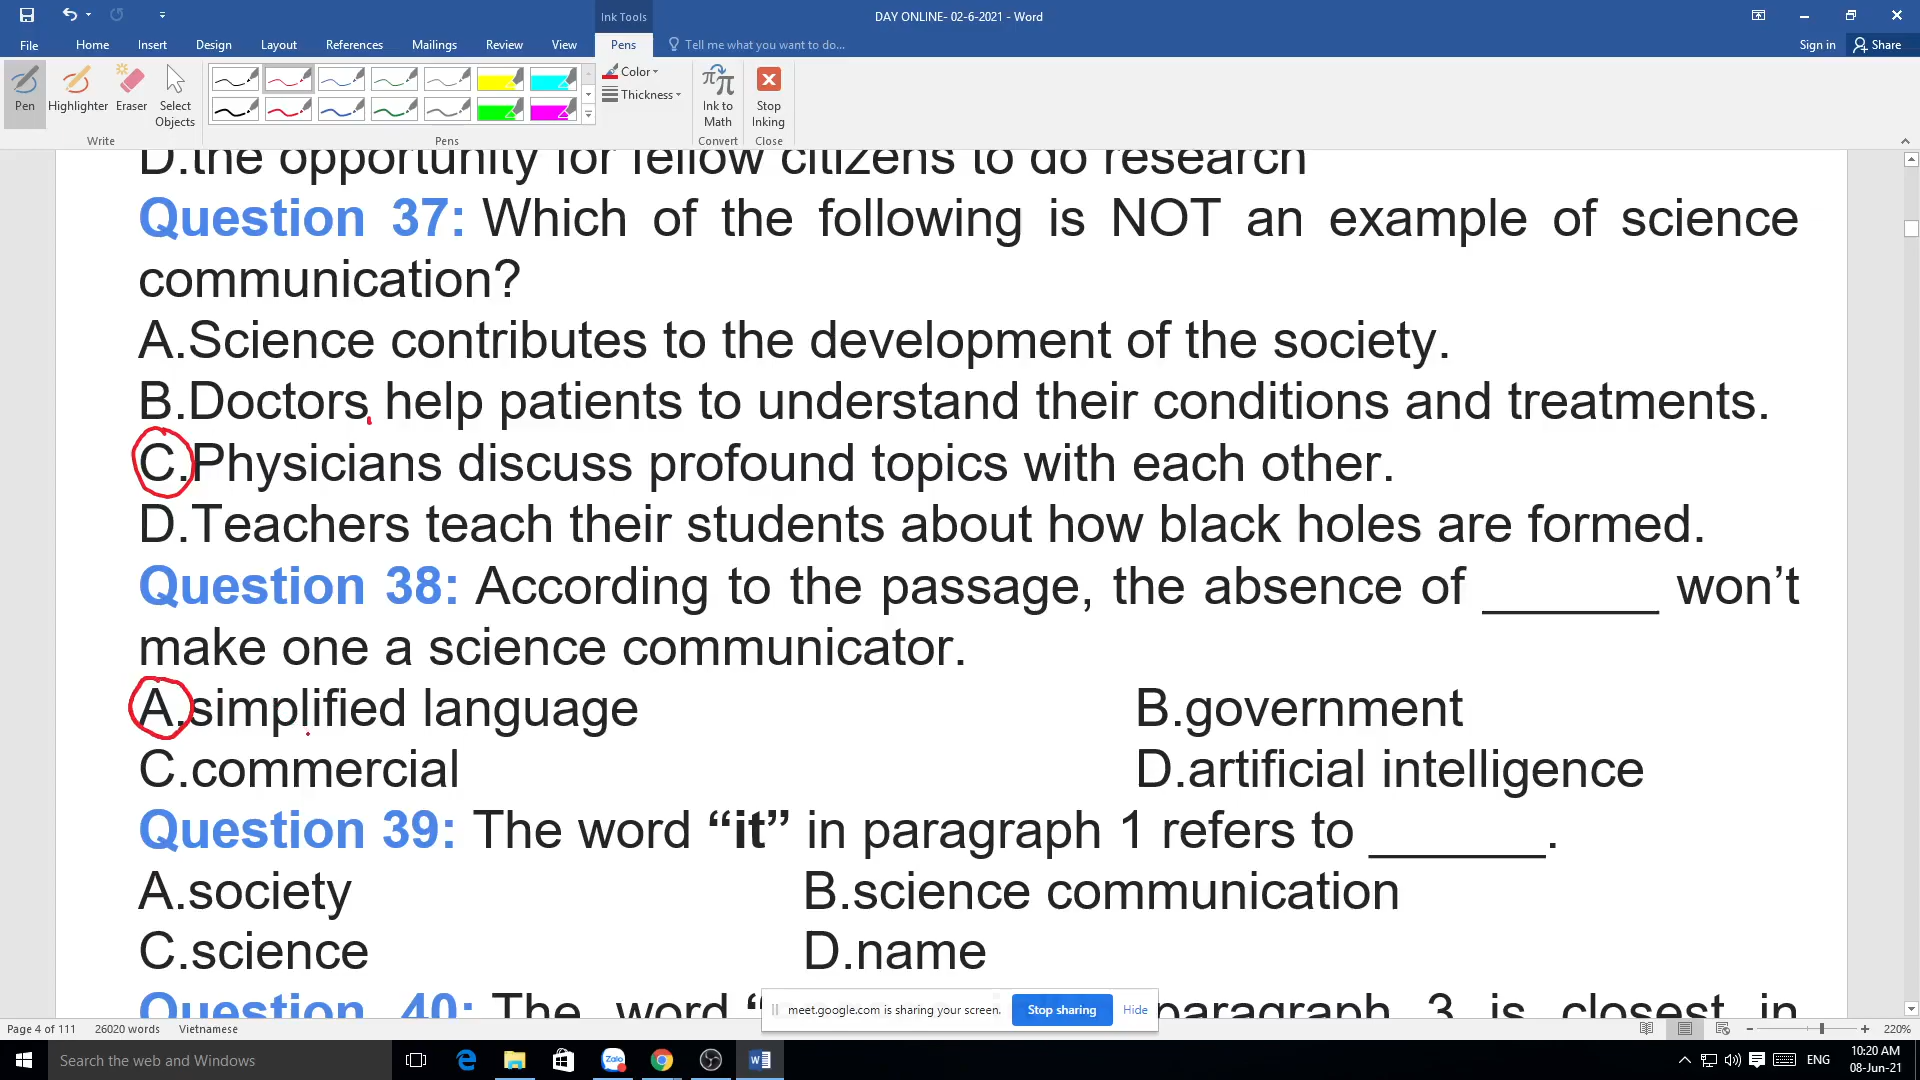 Ink Tools
DAY ONLINE- 02-6-2021 - Word
File Home Insert Design Layout References Mailings Review View Pens Tell me what you want to do... Sign in Share
Pen Highlighter Eraser Select Objects
Color
Thickness
Ink to Math
Stop Inking
Write Pens Convert Close
D.the opportunity for fellow citizens to do research
Question 37: Which of the following is NOT an example of science
communication?
A.Science contributes to the development of the society.
B.Doctors help patients to understand their conditions and treatments.
C.Physicians discuss profound topics with each other.
D.Teachers teach their students about how black holes are formed.
Question 38: According to the passage, the absence of ______ won’t
make one a science communicator.
A.simplified language B.government
C.commercial D.artificial intelligence
Question 39: The word “it” in paragraph 1 refers to ______.
A.society B.science communication
C.science D.name
Question 40: The word “ paragraph 3 is closest in
meet.google.com is sharing your screen. Stop sharing Hide
Page 4 of 111 26020 words Vietnamese 220%
Search the web and Windows
Zalo
ENG
10:20 AM
08-Jun-21